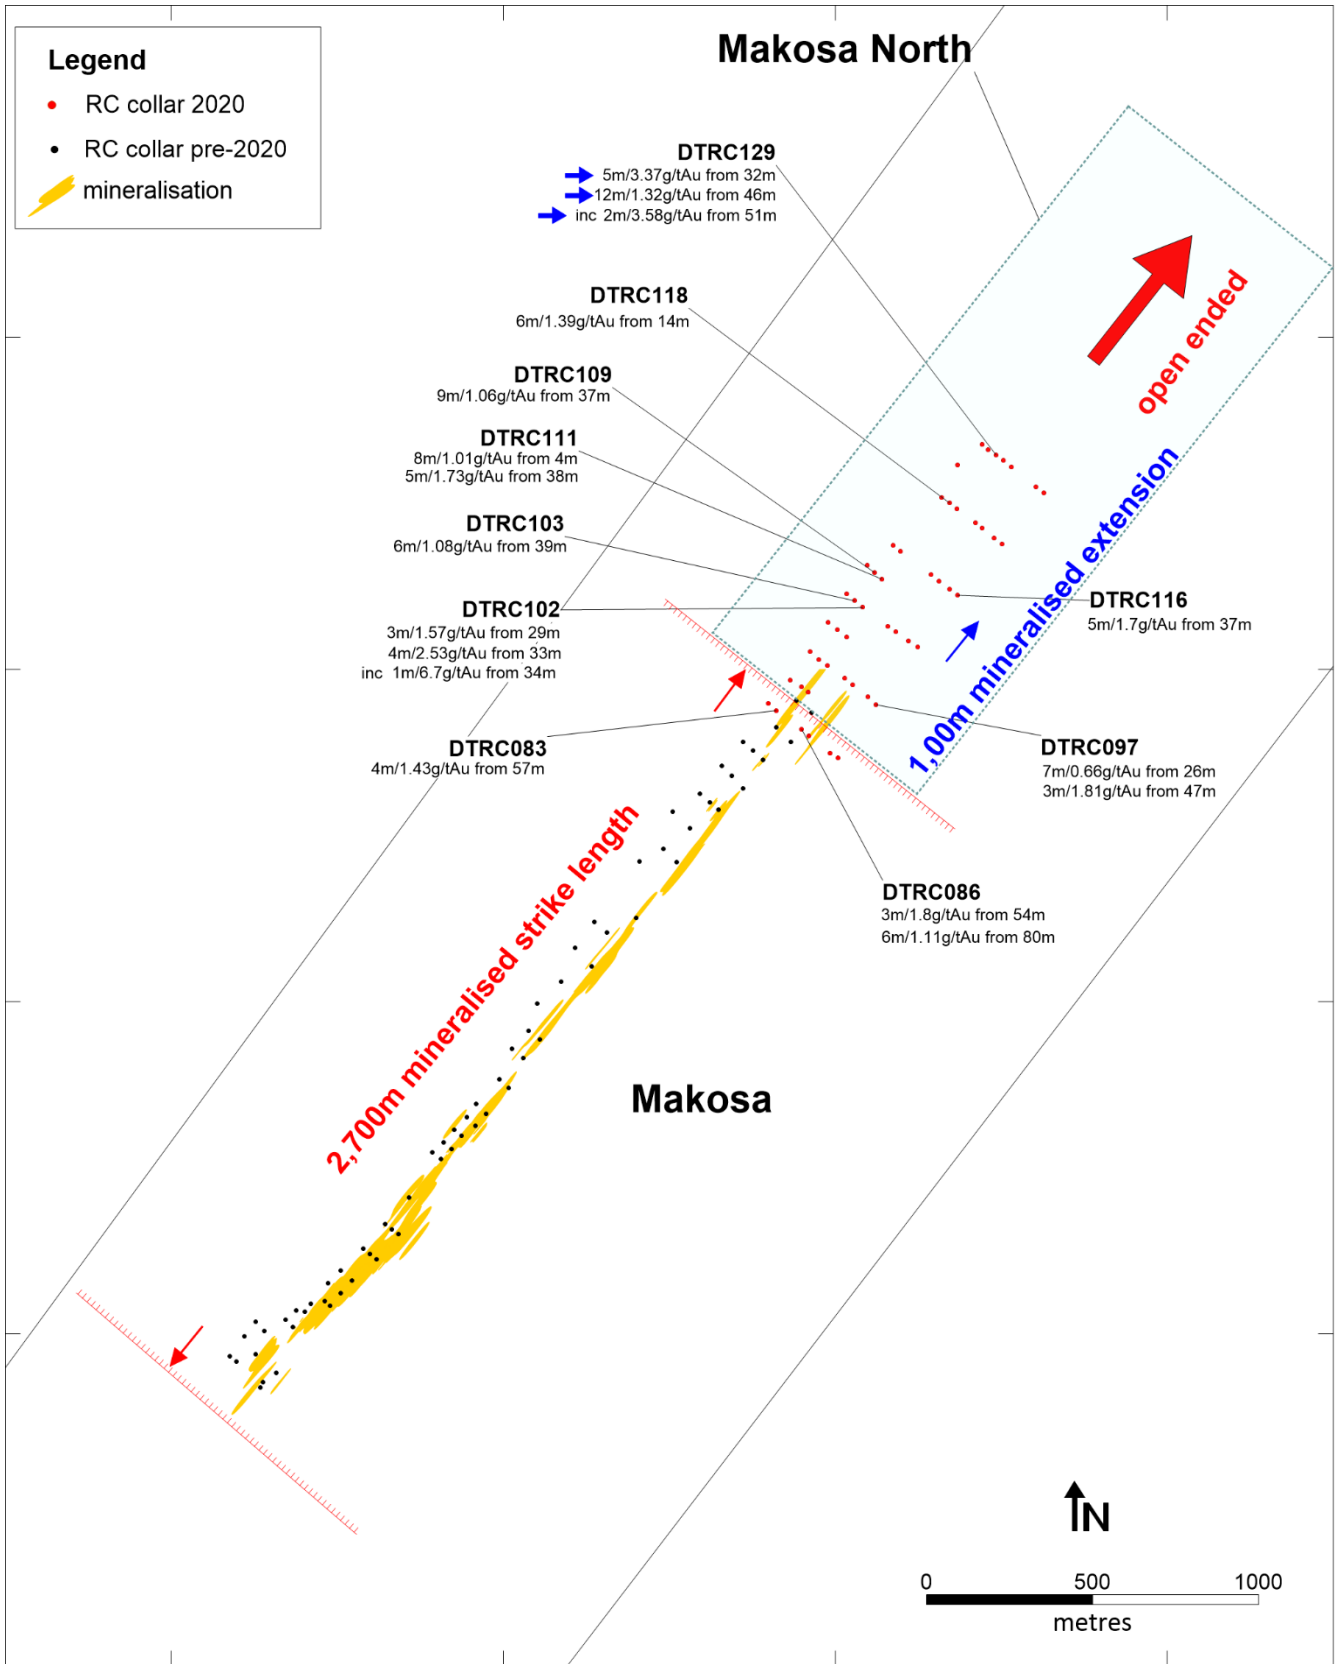 Makosa North
Legend
RC collar 2020
RC collar pre-2020
mineralisation
DTRC129
5m/3.37g/tAu from 32m
12m/1.32g/tAu from 46m
inc 2m/3.58g/tAu from 51m
DTRC118
6m/1.39g/tAu from 14m
DTRC109
9m/1.06g/tAu from 37m
DTRC111
8m/1.01g/tAu from 4m
5m/1.73g/tAu from 38m
DTRC103
6m/1.08g/tAu from 39m
DTRC102
3m/1.57g/tAu from 29m
4m/2.53g/tAu from 33m
inc 1m/6.7g/tAu from 34m
DTRC083
4m/1.43g/tAu from 57m
open ended
1,00m mineralised extension
DTRC116
5m/1.7g/tAu from 37m
DTRC097
7m/0.66g/tAu from 26m
3m/1.81g/tAu from 47m
DTRC086
3m/1.8g/tAu from 54m
6m/1.11g/tAu from 80m
2,700m mineralised strike length
Makosa
N
0 500 1000
metres